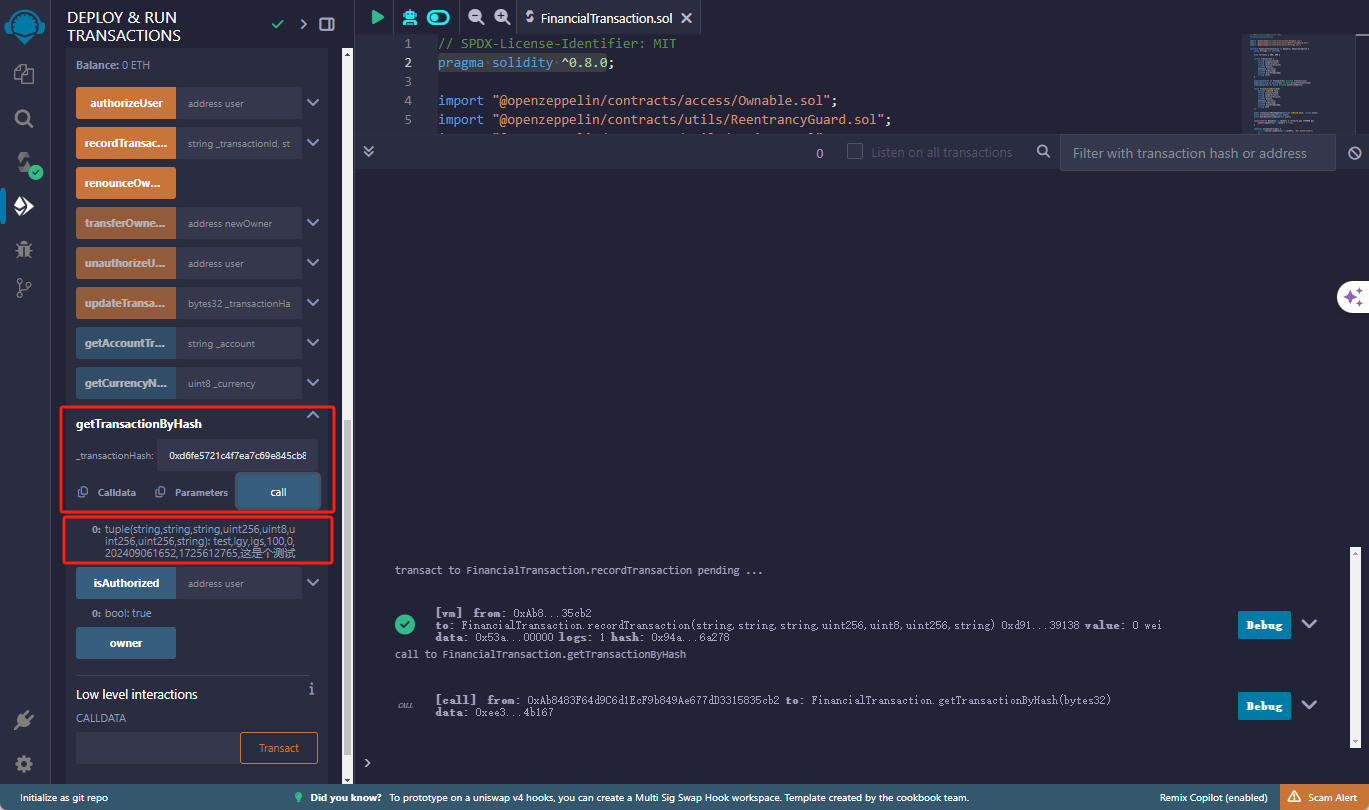 DEPLOY & RUN
TRANSACTIONS
Balance: 0 ETH
authorizeUser
address user
recordTransac...
string _transactionId, st
renounceOw...
transferOwne...
address newOwner
unauthorizeU...
address user
updateTransa...
bytes32 _transactionHa
getAccountTr...
string _account
getCurrencyN...
uint8 _currency
getTransactionByHash
_transactionHash:
0xd6fe5721c4f7ea7c69e845cb8
Calldata
Parameters
call
0: tuple(string,string,string,uint256,uint8,u
int256,uint256,string): test,lgy,lgs,100,0,
202409061652,1725612765,这是个测试
isAuthorized
address user
0: bool: true
owner
Low level interactions
i
CALLDATA
Transact
FinancialTransaction.sol
1 // SPDX-License-Identifier: MIT
2 pragma solidity ^0.8.0;
3
4 import "@openzeppelin/contracts/access/Ownable.sol";
5 import "@openzeppelin/contracts/utils/ReentrancyGuard.sol";
0
Listen on all transactions
Filter with transaction hash or address
transact to FinancialTransaction.recordTransaction pending ...
[vm] from: 0xAb8...35cb2
to: FinancialTransaction.recordTransaction(string,string,string,uint256,uint8,uint256,string) 0xd91...39138 value: 0 wei
data: 0x53a...00000 logs: 1 hash: 0x94a...6a278
Debug
call to FinancialTransaction.getTransactionByHash
CALL
[call] from: 0xAb8483F64d9C6d1EcF9b849Ae677dD3315835cb2 to: FinancialTransaction.getTransactionByHash(bytes32)
data: 0xee3...4b167
Debug
>
Initialize as git repo
Did you know? To prototype on a uniswap v4 hooks, you can create a Multi Sig Swap Hook workspace. Template created by the cookbook team.
Remix Copilot (enabled)
Scam Alert